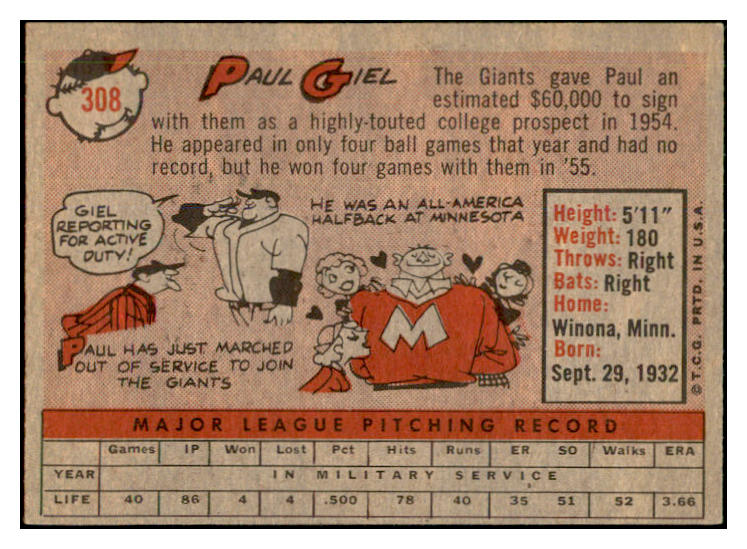 308
PAUL GIEL
The Giants gave Paul an
estimated $60,000 to sign
with them as a highly-touted college prospect in 1954.
He appeared in only four ball games that year and had no
record, but he won four games with them in '55.
GIEL
REPORTING
FOR ACTIVE
DUTY!
HE WAS AN ALL-AMERICA
HALFBACK AT MINNESOTA
M
PAUL HAS JUST MARCHED
OUT OF SERVICE TO JOIN
THE GIANTS
Height: 5'11"
Weight: 180
Throws: Right
Bats: Right
Home:
Winona, Minn.
Born:
Sept. 29, 1932
© T.C.G. PRTD. IN U.S.A.
MAJOR LEAGUE PITCHING RECORD
Games IP Won Lost Pct Hits Runs ER SO Walks ERA
YEAR IN MILITARY SERVICE
LIFE 40 86 4 4 .500 78 40 35 51 52 3.66